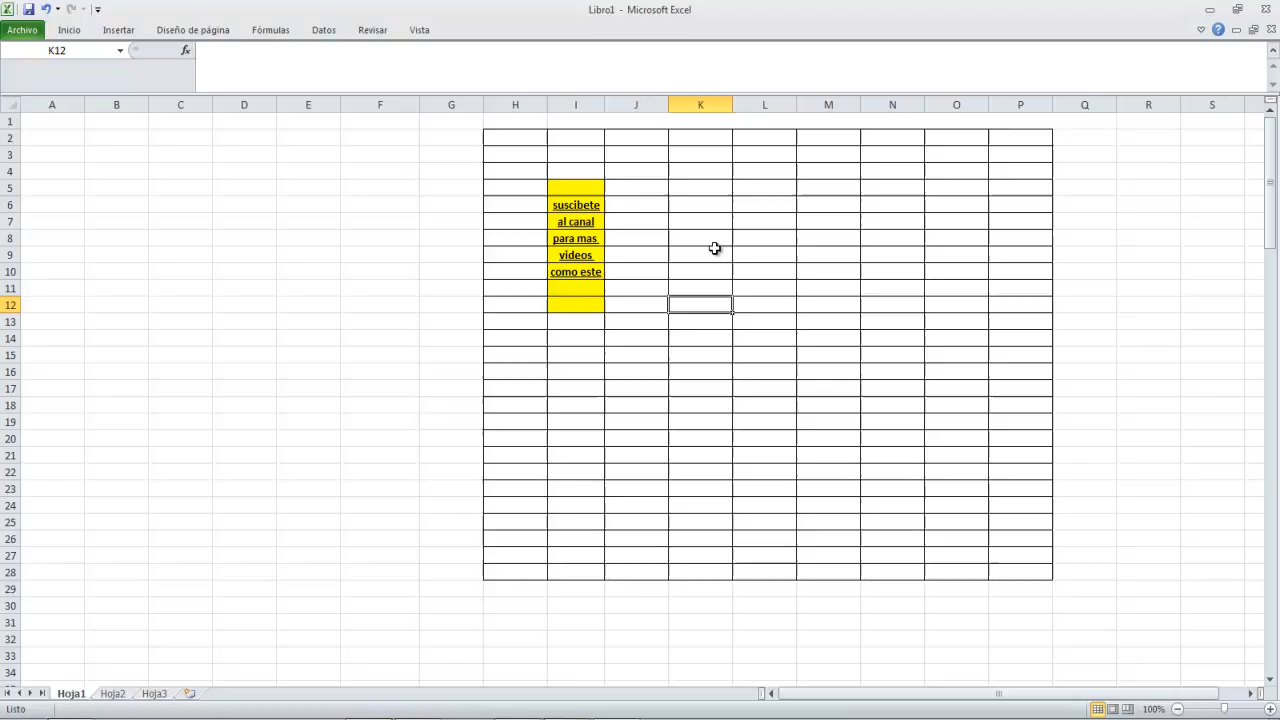 Libro1 - Microsoft Excel
Archivo Inicio Insertar Diseño de página Fórmulas Datos Revisar Vista
K12 fx
A B C D E F G H I J K L M N O P Q R S
1
2
3
4
5
6 suscibete
7 al canal
8 para mas
9 videos
10 como este
11
12
13
14
15
16
17
18
19
20
21
22
23
24
25
26
27
28
29
30
31
32
33
34
Hoja1 Hoja2 Hoja3
Listo 100%